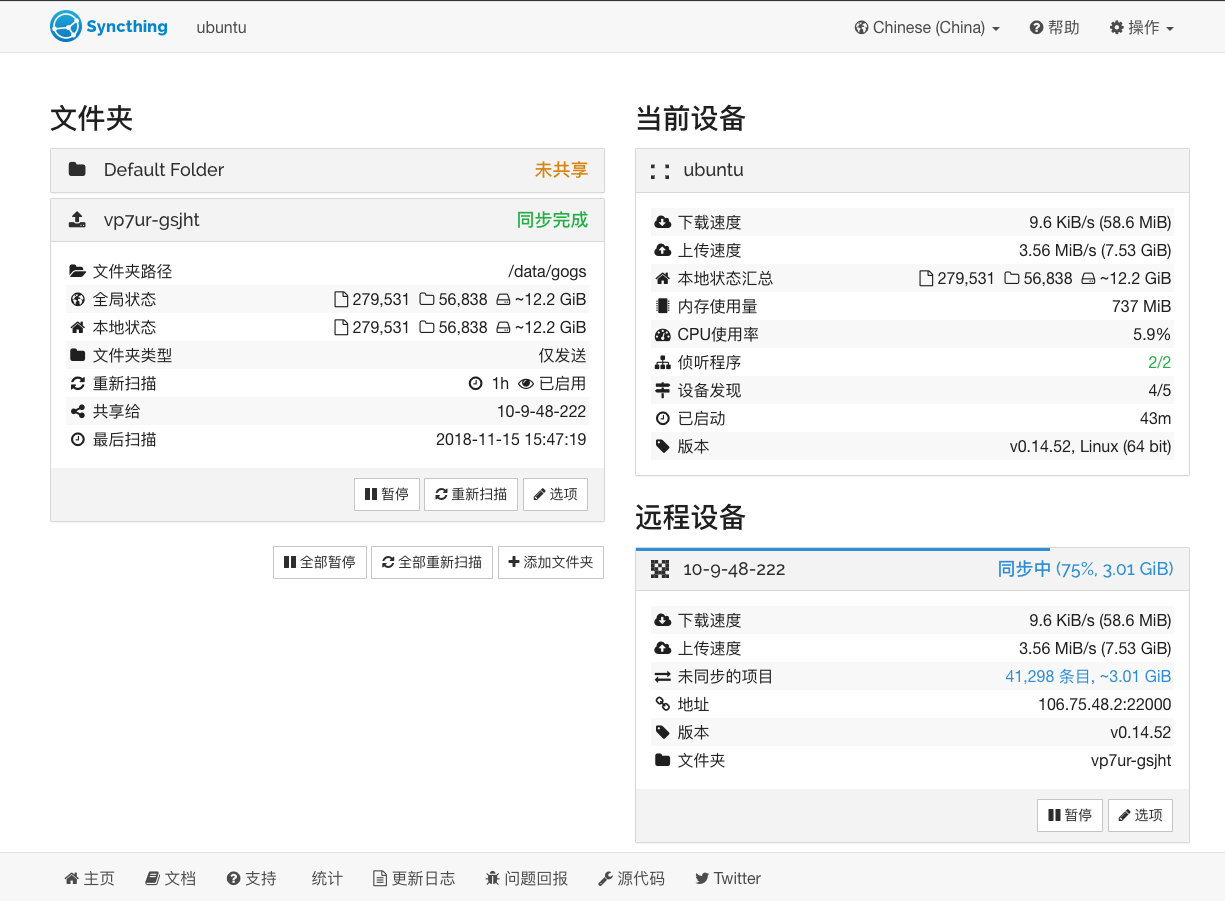 Syncthing ubuntu Chinese (China) 帮助 操作
文件夹
Default Folder 未共享
vp7ur-gsjht 同步完成
文件夹路径 /data/gogs
全局状态 279,531 56,838 ~12.2 GiB
本地状态 279,531 56,838 ~12.2 GiB
文件夹类型 仅发送
重新扫描 1h 已启用
共享给 10-9-48-222
最后扫描 2018-11-15 15:47:19
暂停 重新扫描 选项
全部暂停 全部重新扫描 添加文件夹
当前设备
ubuntu
下载速度 9.6 KiB/s (58.6 MiB)
上传速度 3.56 MiB/s (7.53 GiB)
本地状态汇总 279,531 56,838 ~12.2 GiB
内存使用量 737 MiB
CPU使用率 5.9%
侦听程序 2/2
设备发现 4/5
已启动 43m
版本 v0.14.52, Linux (64 bit)
远程设备
10-9-48-222 同步中 (75%, 3.01 GiB)
下载速度 9.6 KiB/s (58.6 MiB)
上传速度 3.56 MiB/s (7.53 GiB)
未同步的项目 41,298 条目, ~3.01 GiB
地址 106.75.48.2:22000
版本 v0.14.52
文件夹 vp7ur-gsjht
暂停 选项
主页 文档 支持 统计 更新日志 问题回报 源代码 Twitter